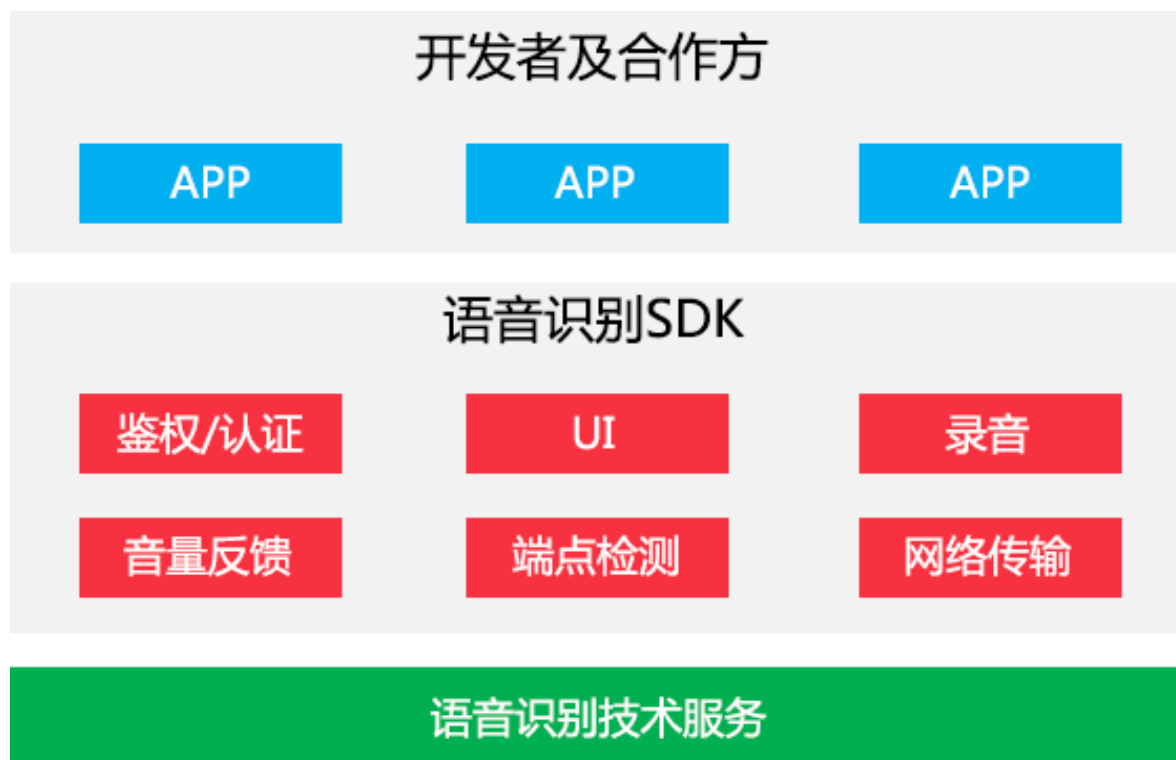 开发者及合作方
APP APP APP
语音识别SDK
鉴权/认证 UI 录音
音量反馈 端点检测 网络传输
语音识别技术服务